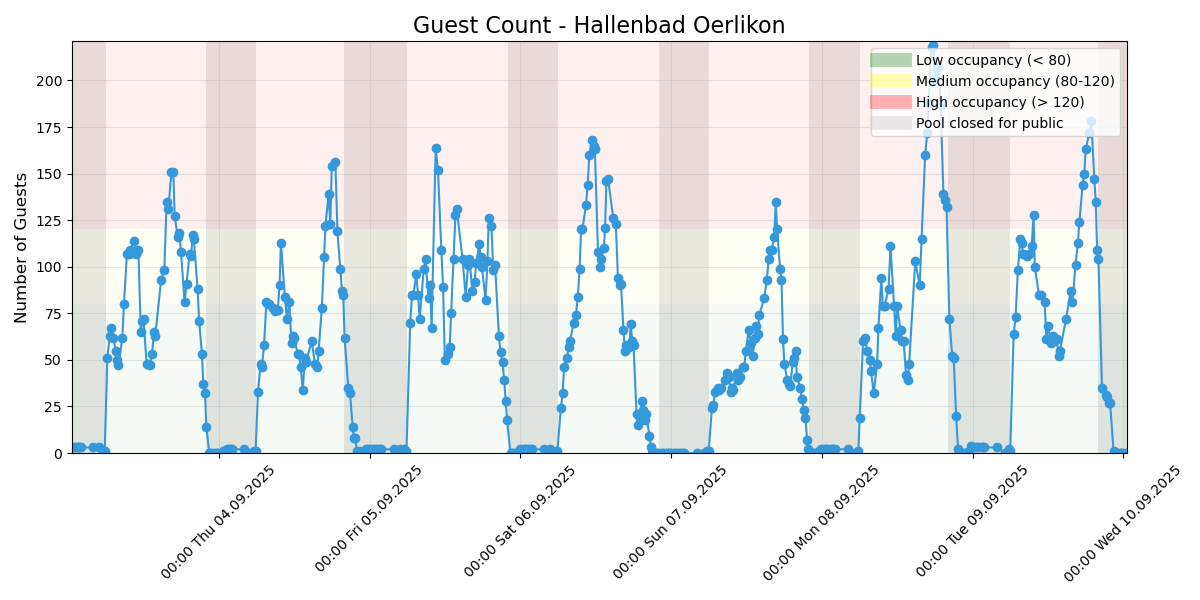 Guest Count - Hallenbad Oerlikon
Low occupancy (< 80)
Medium occupancy (80-120)
High occupancy (> 120)
Pool closed for public
Number of Guests
200
175
150
125
100
75
50
25
0
00:00 Thu 04.09.2025
00:00 Fri 05.09.2025
00:00 Sat 06.09.2025
00:00 Sun 07.09.2025
00:00 Mon 08.09.2025
00:00 Tue 09.09.2025
00:00 Wed 10.09.2025